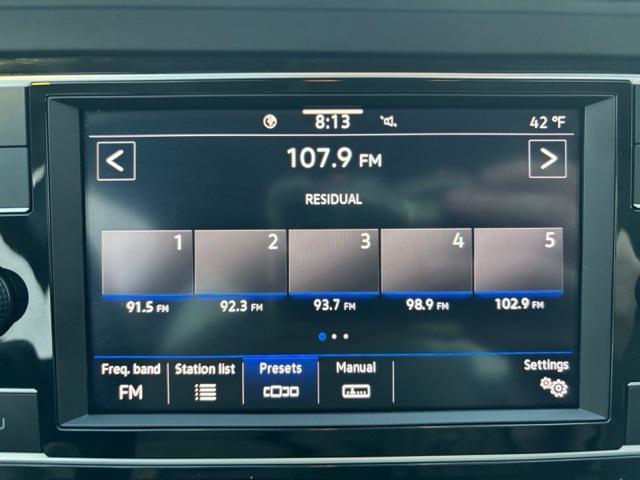 8:13 42 °F
< 107.9 FM >
RESIDUAL
1 2 3 4 5
91.5 FM 92.3 FM 93.7 FM 98.9 FM 102.9 FM
Freq. band Station list Presets Manual Settings
FM